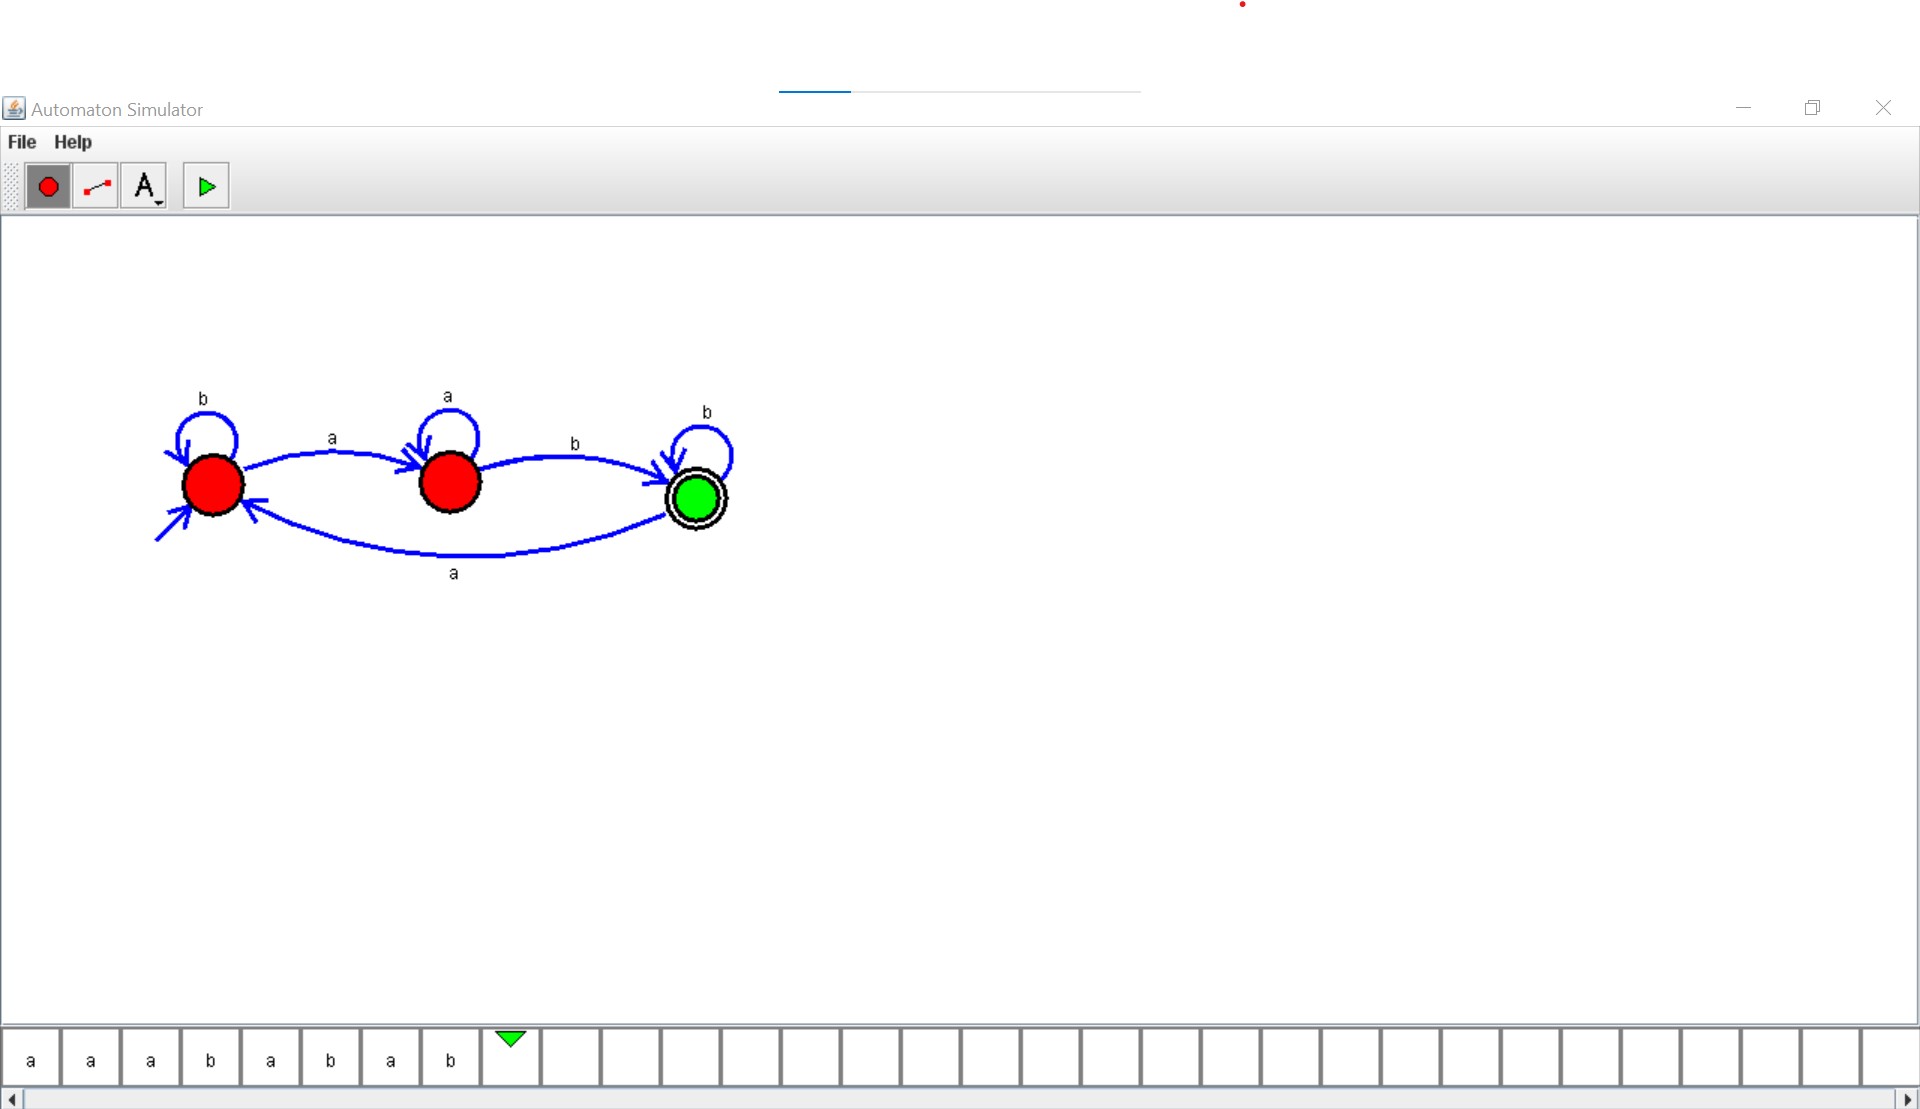 Automaton Simulator
File Help
A
b a b
a b
a
a a a b a b a b